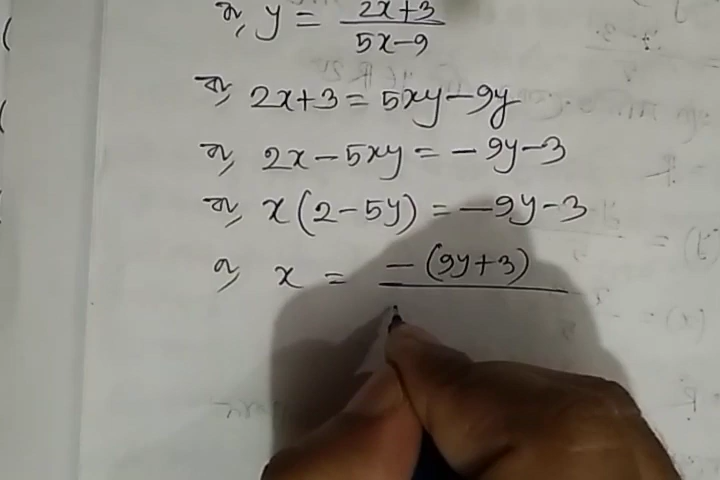 বা, y = 2x+3 / 5x-9
বা, 2x+3 = 5xy-9y
বা, 2x-5xy = -9y-3
বা, x(2-5y) = -9y-3
বা, x = -(9y+3)